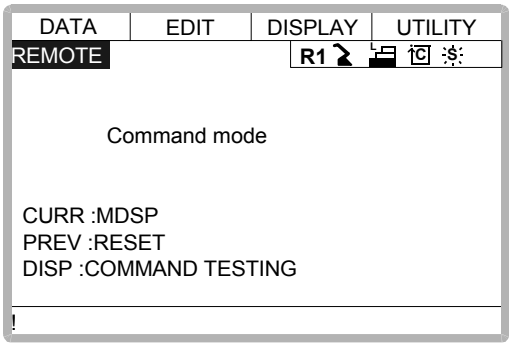 DATA EDIT DISPLAY UTILITY
REMOTE R1 L C S
Command mode
CURR :MDSP
PREV :RESET
DISP :COMMAND TESTING
!